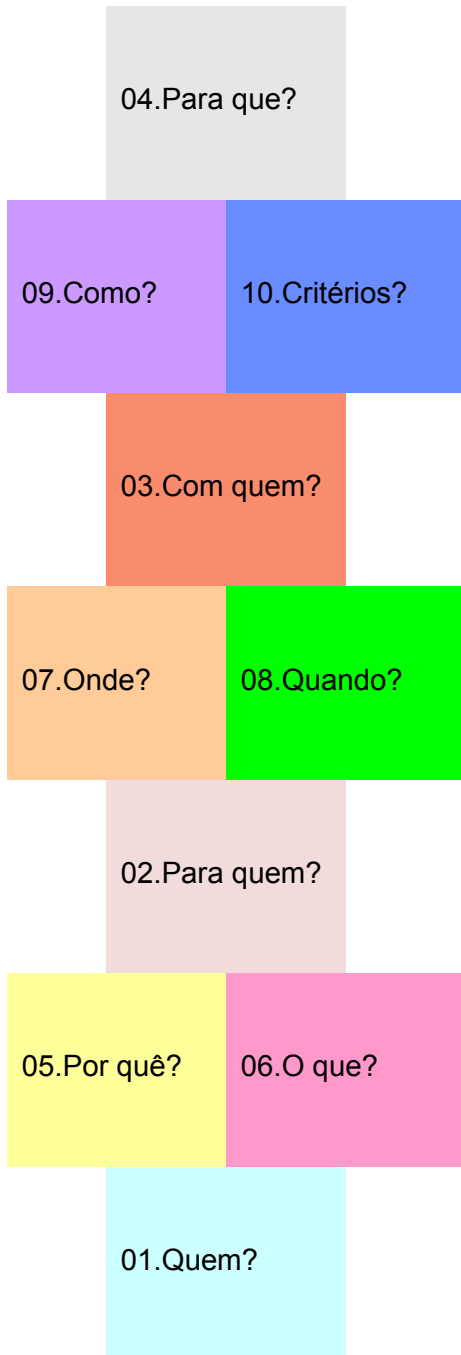 04.Para que?
09.Como?
10.Critérios?
03.Com quem?
07.Onde?
08.Quando?
02.Para quem?
05.Por quê?
06.O que?
01.Quem?